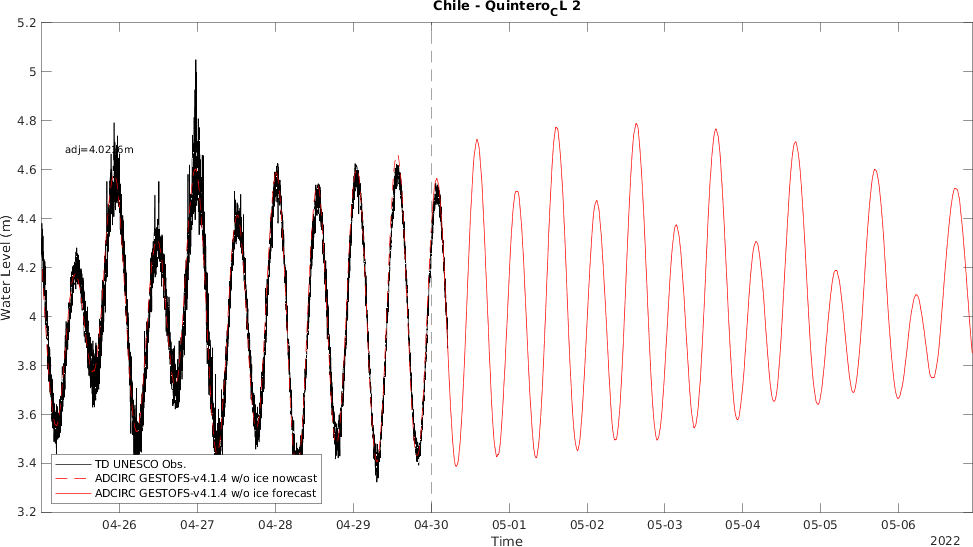 Chile - Quintero_CL 2
5.2
5
4.8
4.6
4.4
4.2
4
3.8
3.6
3.4
3.2
Water Level (m)
adj=4.0216m
TD UNESCO Obs.
ADCIRC GESTOFS-v4.1.4 w/o ice nowcast
ADCIRC GESTOFS-v4.1.4 w/o ice forecast
04-26 04-27 04-28 04-29 04-30 05-01 05-02 05-03 05-04 05-05 05-06
Time
2022